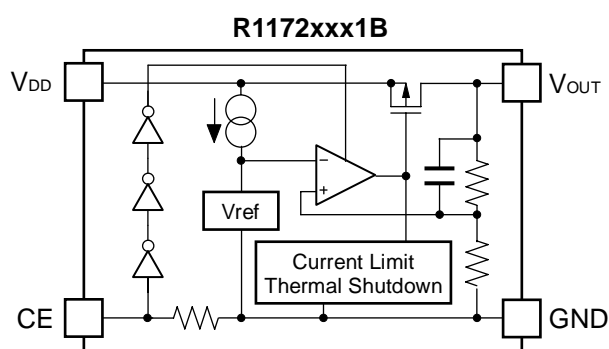 R1172xxx1B
VDD
VOUT
−
+
Vref
Current Limit
Thermal Shutdown
CE
GND